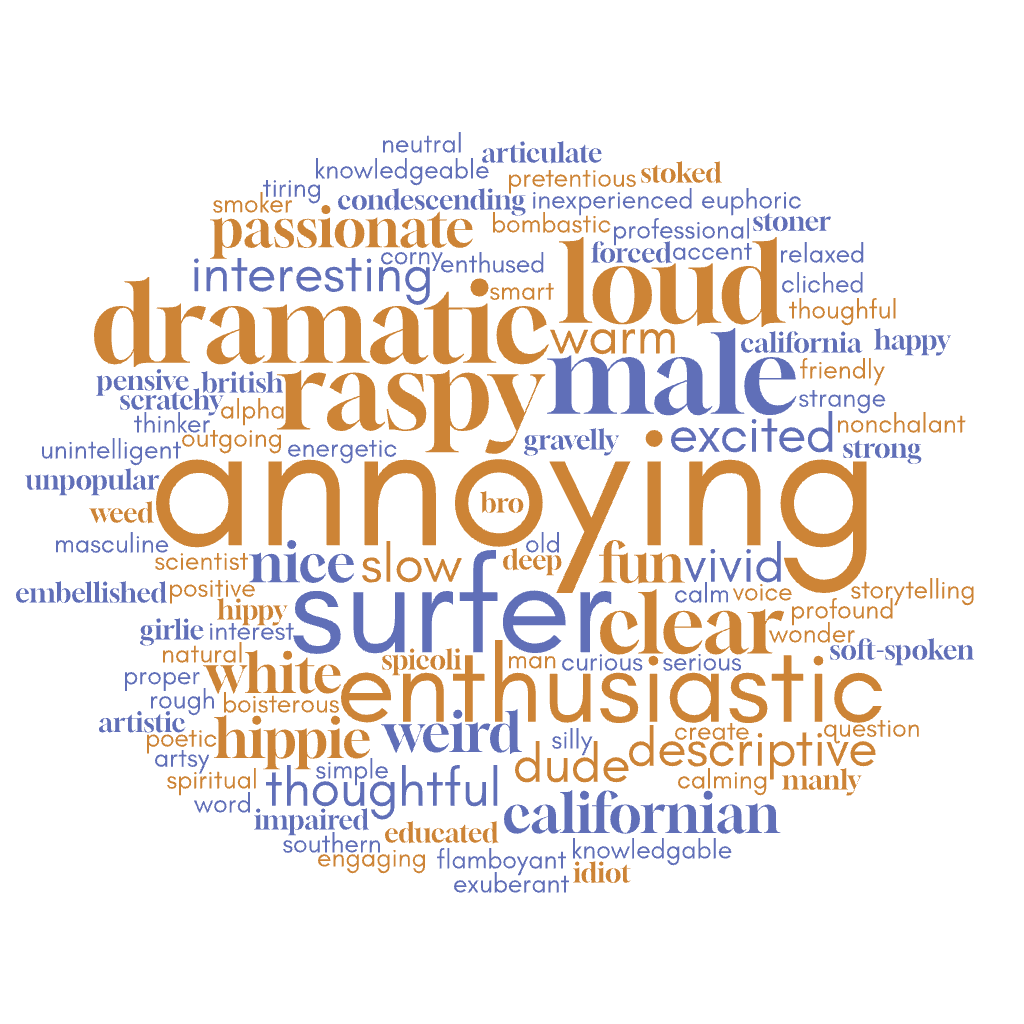 neutral
articulate
knowledgeable
pretentious
stoked
tiring
condescending
inexperienced
euphoric
smoker
passionate
bombastic
professional
stoner
corny
enthused
forced
accent
relaxed
interesting
loud
cliched
smart
dramatic
thoughtful
warm
california
happy
male
pensive
british
raspy
friendly
scratchy
alpha
strange
thinker
outgoing
energetic
gravelly
excited
nonchalant
unintelligent
strong
unpopular
annoying
bro
weed
masculine
old
scientist
nice
slow
deep
fun
vivid
embellished
positive
calm
voice
storytelling
hippy
surfer
clear
profound
girlie
interest
wonder
natural
soft-spoken
white
spicoli
man
curious
serious
proper
enthusiastic
rough
boisterous
artistic
poetic
hippie
weird
silly
create
question
artsy
descriptive
spiritual
simple
dude
calming
manly
word
thoughtful
impaired
californian
educated
southern
engaging
flamboyant
knowledgable
exuberant
idiot